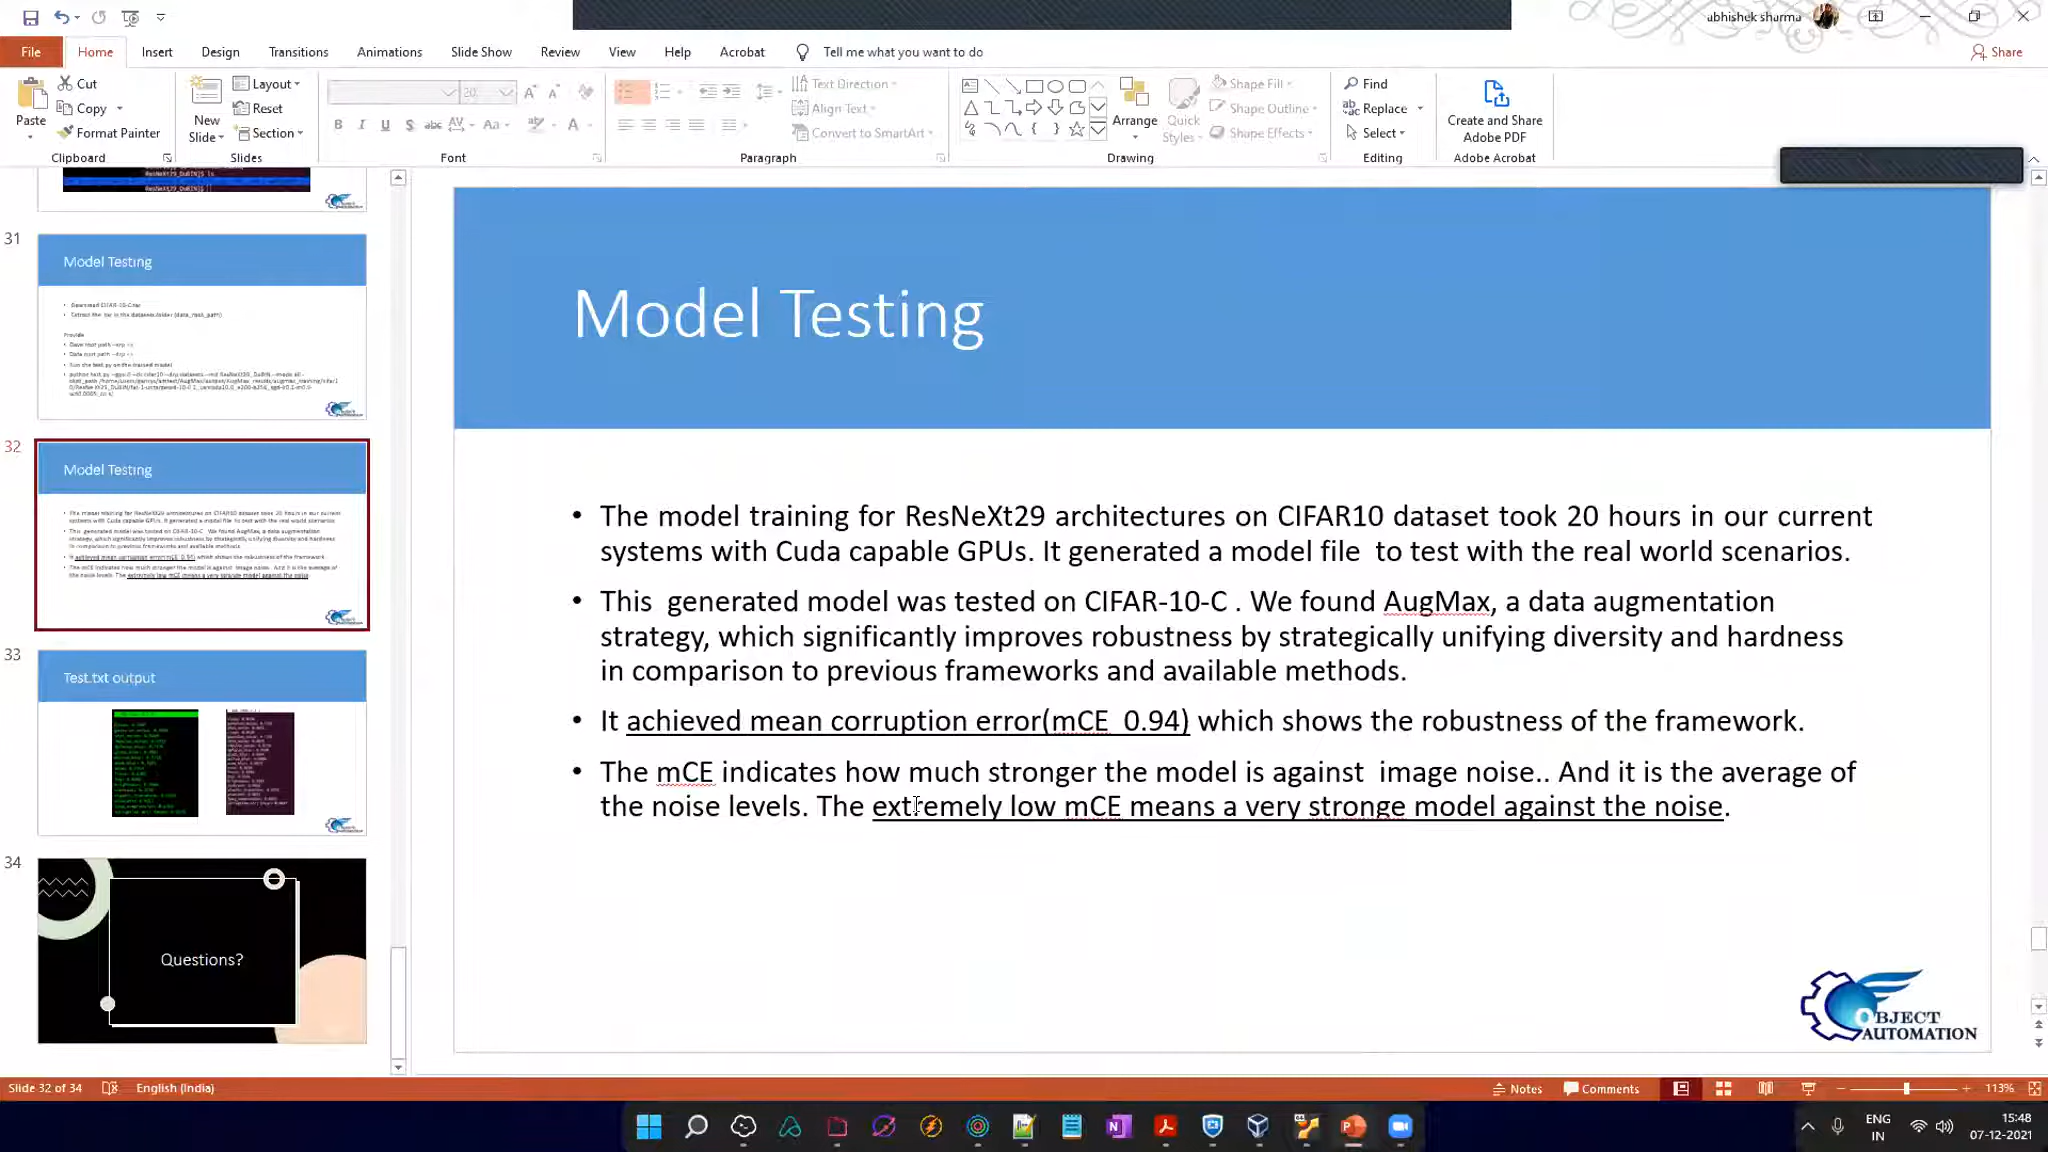 abhishek sharma
File Home Insert Design Transitions Animations Slide Show Review View Help Acrobat Tell me what you want to do Share
Paste
Cut
Copy
Format Painter
Clipboard
New Slide
Layout
Reset
Section
Slides
20
Font
Text Direction
Align Text
Convert to SmartArt
Paragraph
Arrange
Quick Styles
Shape Fill
Shape Outline
Shape Effects
Drawing
Find
Replace
Select
Editing
Create and Share
Adobe PDF
Adobe Acrobat
31
Model Testing
32
Model Testing
33
Test.txt output
34
Questions?
Model Testing
• The model training for ResNeXt29 architectures on CIFAR10 dataset took 20 hours in our current
systems with Cuda capable GPUs. It generated a model file to test with the real world scenarios.
• This generated model was tested on CIFAR-10-C . We found AugMax, a data augmentation
strategy, which significantly improves robustness by strategically unifying diversity and hardness
in comparison to previous frameworks and available methods.
• It achieved mean corruption error(mCE 0.94) which shows the robustness of the framework.
• The mCE indicates how much stronger the model is against image noise.. And it is the average of
the noise levels. The extremely low mCE means a very stronge model against the noise.
OBJECT
AUTOMATION
Slide 32 of 34 English (India) Notes Comments 113%
ENG
IN
15:48
07-12-2021